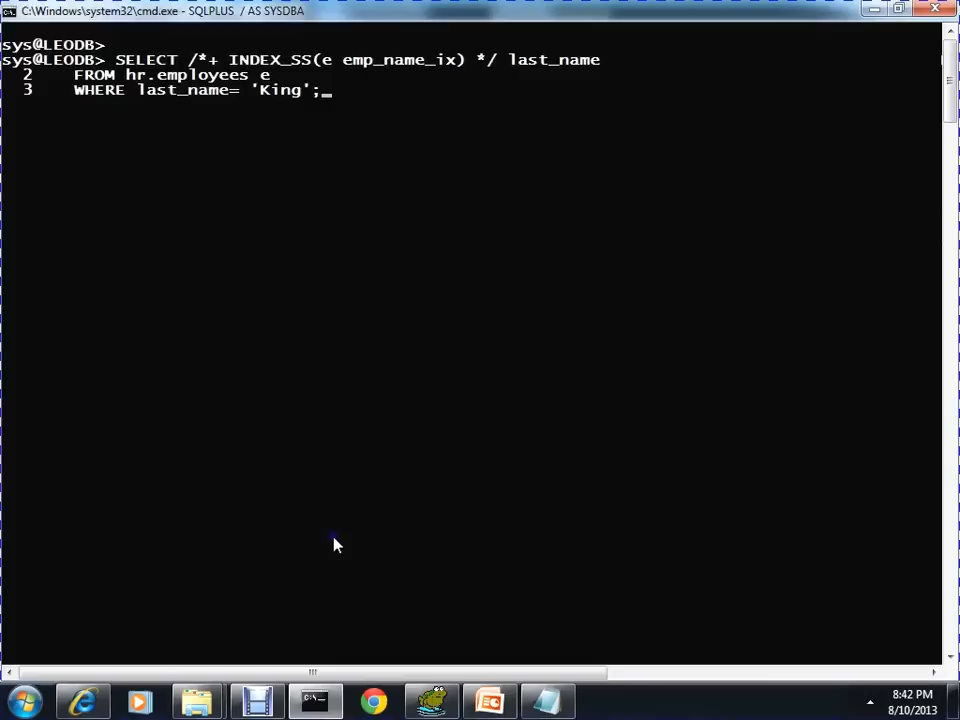 C:\Windows\system32\cmd.exe - SQLPLUS  / AS SYSDBA
sys@LEODB>
sys@LEODB> SELECT /*+ INDEX_SS(e emp_name_ix) */ last_name
  2    FROM hr.employees e
  3    WHERE last_name= 'King';_
8:42 PM
8/10/2013